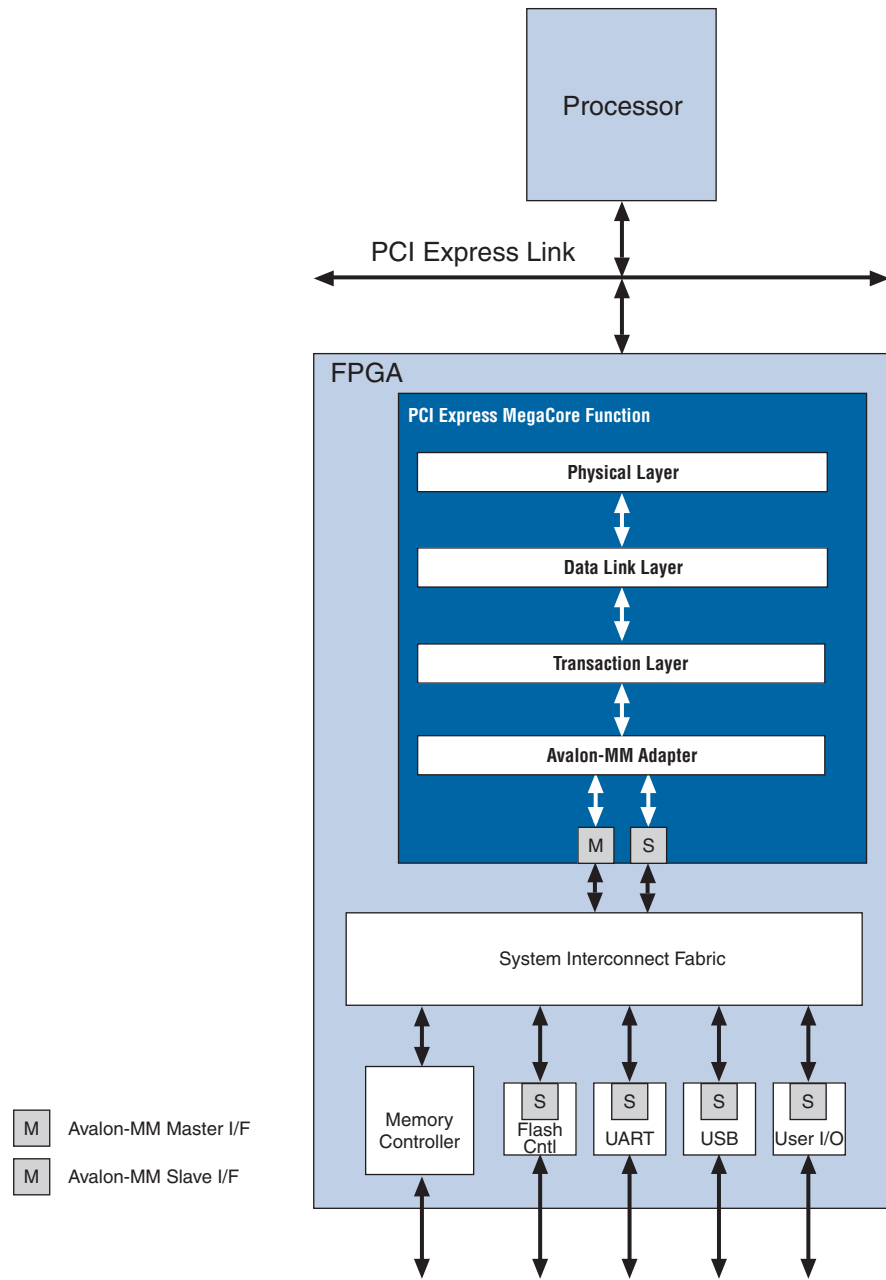 Processor
PCI Express Link
FPGA
PCI Express MegaCore Function
Physical Layer
Data Link Layer
Transaction Layer
Avalon-MM Adapter
M
S
System Interconnect Fabric
Memory
Controller
S
Flash
Cntl
S
UART
S
USB
S
User I/O
M Avalon-MM Master I/F
M Avalon-MM Slave I/F